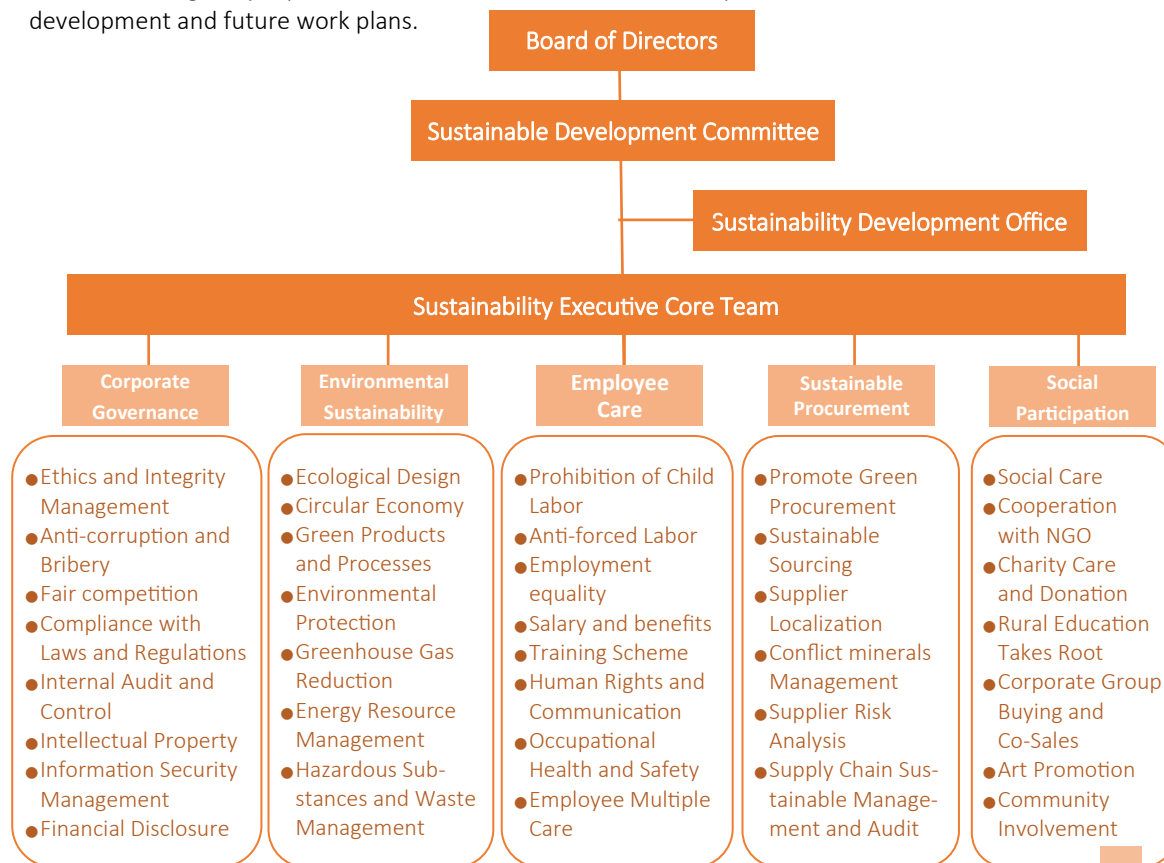 development and future work plans.
Board of Directors
Sustainable Development Committee
Sustainability Development Office
Sustainability Executive Core Team
Corporate
Governance
Environmental
Sustainability
Employee
Care
Sustainable
Procurement
Social
Participation
●Ethics and Integrity
Management
●Anti-corruption and
Bribery
●Fair competition
●Compliance with
Laws and Regulations
●Internal Audit and
Control
●Intellectual Property
●Information Security
Management
●Financial Disclosure
●Ecological Design
●Circular Economy
●Green Products
and Processes
●Environmental
Protection
●Greenhouse Gas
Reduction
●Energy Resource
Management
●Hazardous Sub-
stances and Waste
Management
●Prohibition of Child
Labor
●Anti-forced Labor
●Employment
equality
●Salary and benefits
●Training Scheme
●Human Rights and
Communication
●Occupational
Health and Safety
●Employee Multiple
Care
●Promote Green
Procurement
●Sustainable
Sourcing
●Supplier
Localization
●Conflict minerals
Management
●Supplier Risk
Analysis
●Supply Chain Sus-
tainable Manage-
ment and Audit
●Social Care
●Cooperation
with NGO
●Charity Care
and Donation
●Rural Education
Takes Root
●Corporate Group
Buying and
Co-Sales
●Art Promotion
●Community
Involvement